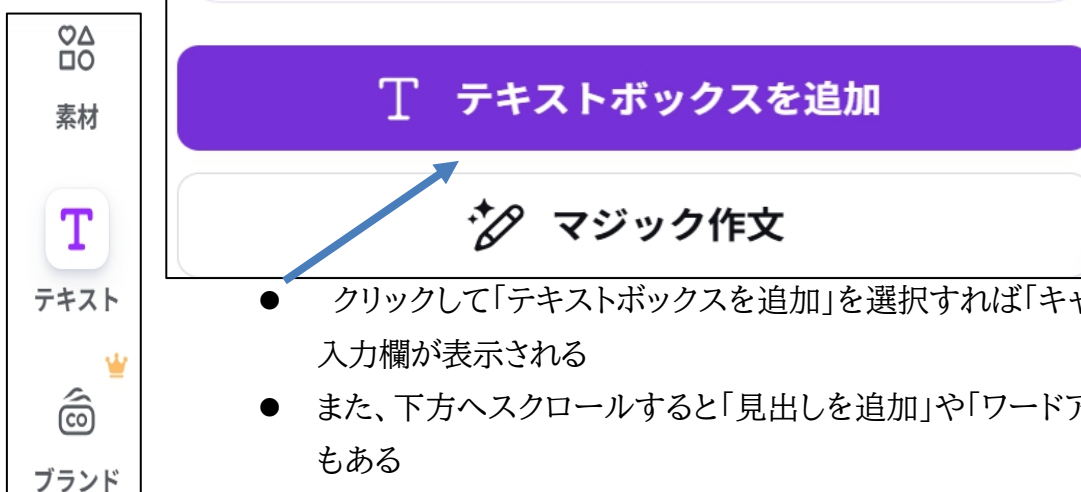 素材
テキスト
ブランド
テキストボックスを追加
マジック作文
● クリックして「テキストボックスを追加」を選択すれば「キャ
入力欄が表示される
● また、下方へスクロールすると「見出しを追加」や「ワードア
もある